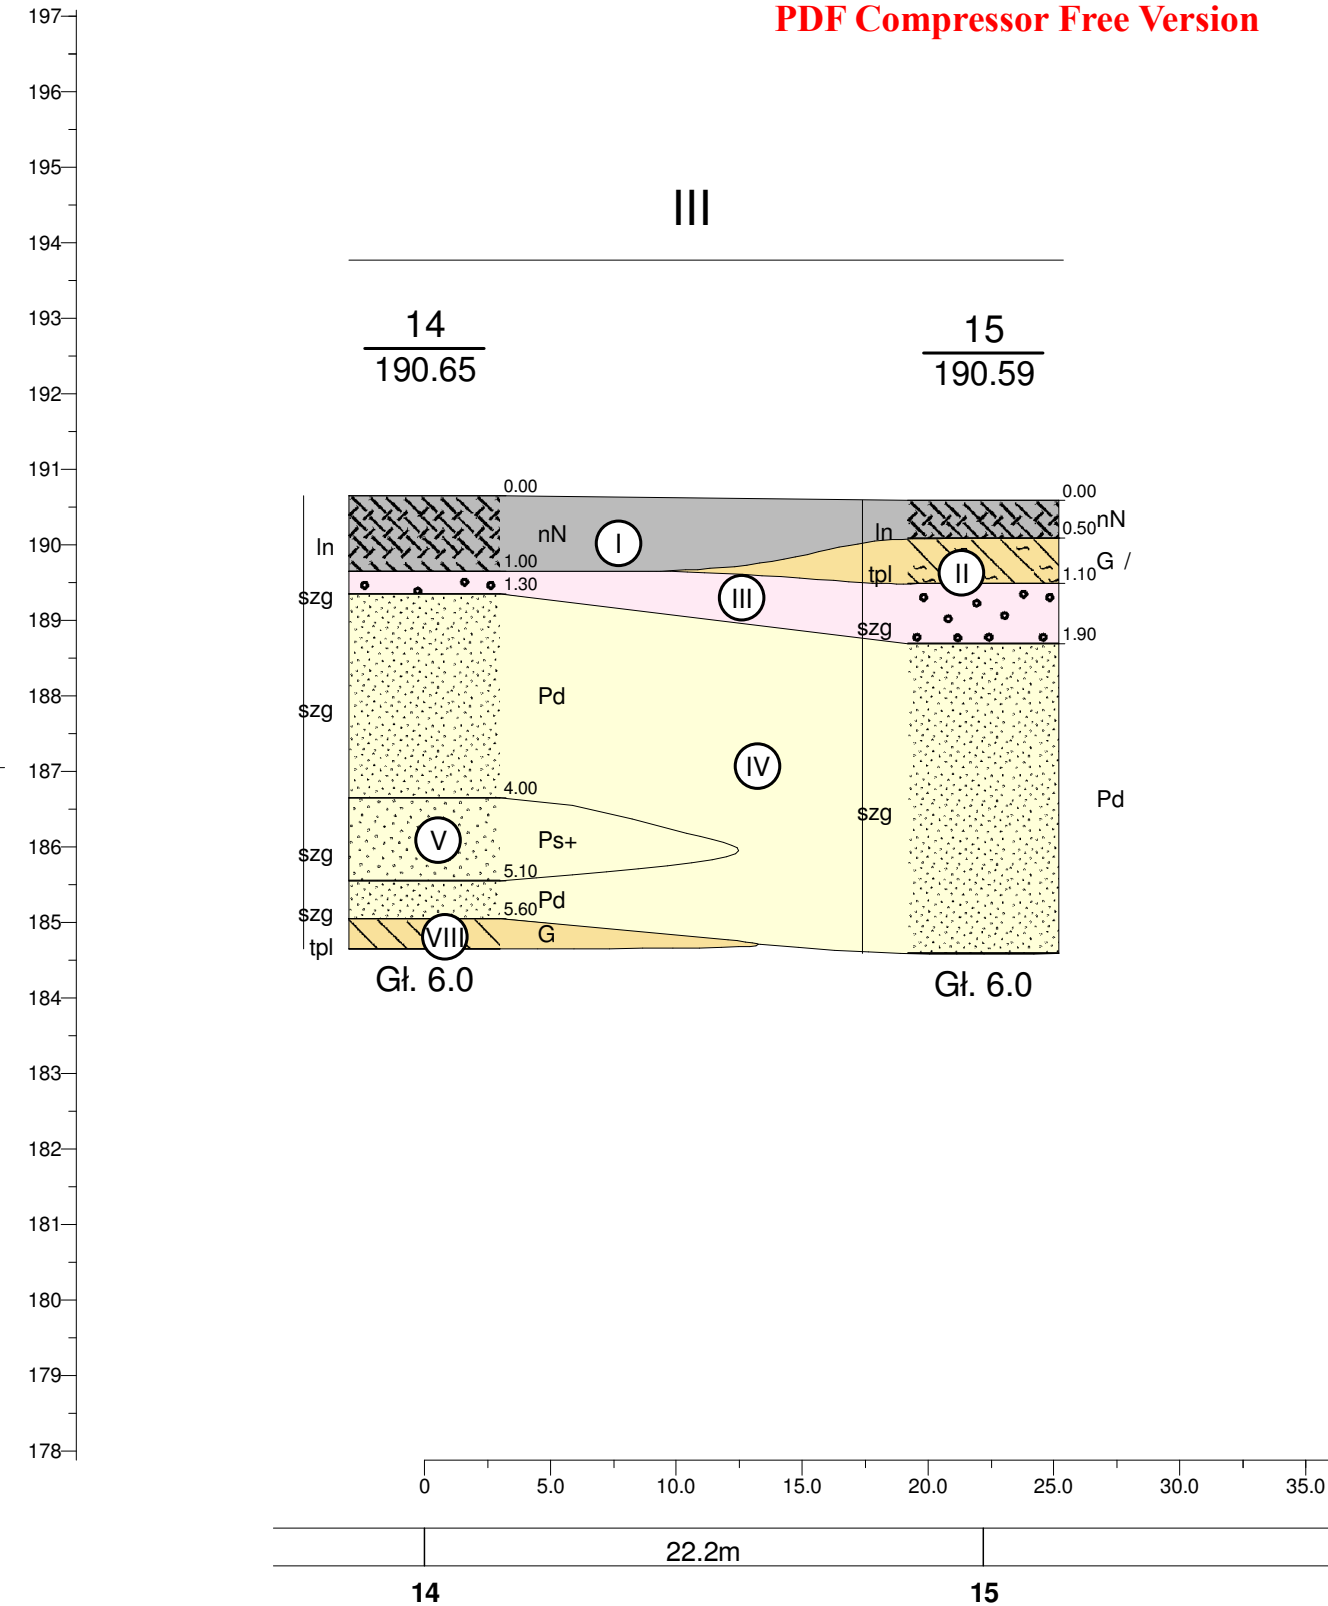 PDF Compressor Free Version
197
196
195
194
193
192
191
190
189
188
187
186
185
184
183
182
181
180
179
178
III
14
190.65
15
190.59
0.00
0.00
nN
I
ln
nN
0.50
ln
1.00
G /
II
tpl
1.10
1.30
szg
III
szg
1.90
Pd
szg
IV
4.00
Pd
szg
V
Ps+
szg
5.10
Pd
5.60
szg
VIII
G
tpl
Gł. 6.0
Gł. 6.0
0 5.0 10.0 15.0 20.0 25.0 30.0 35.0
22.2m
14 15